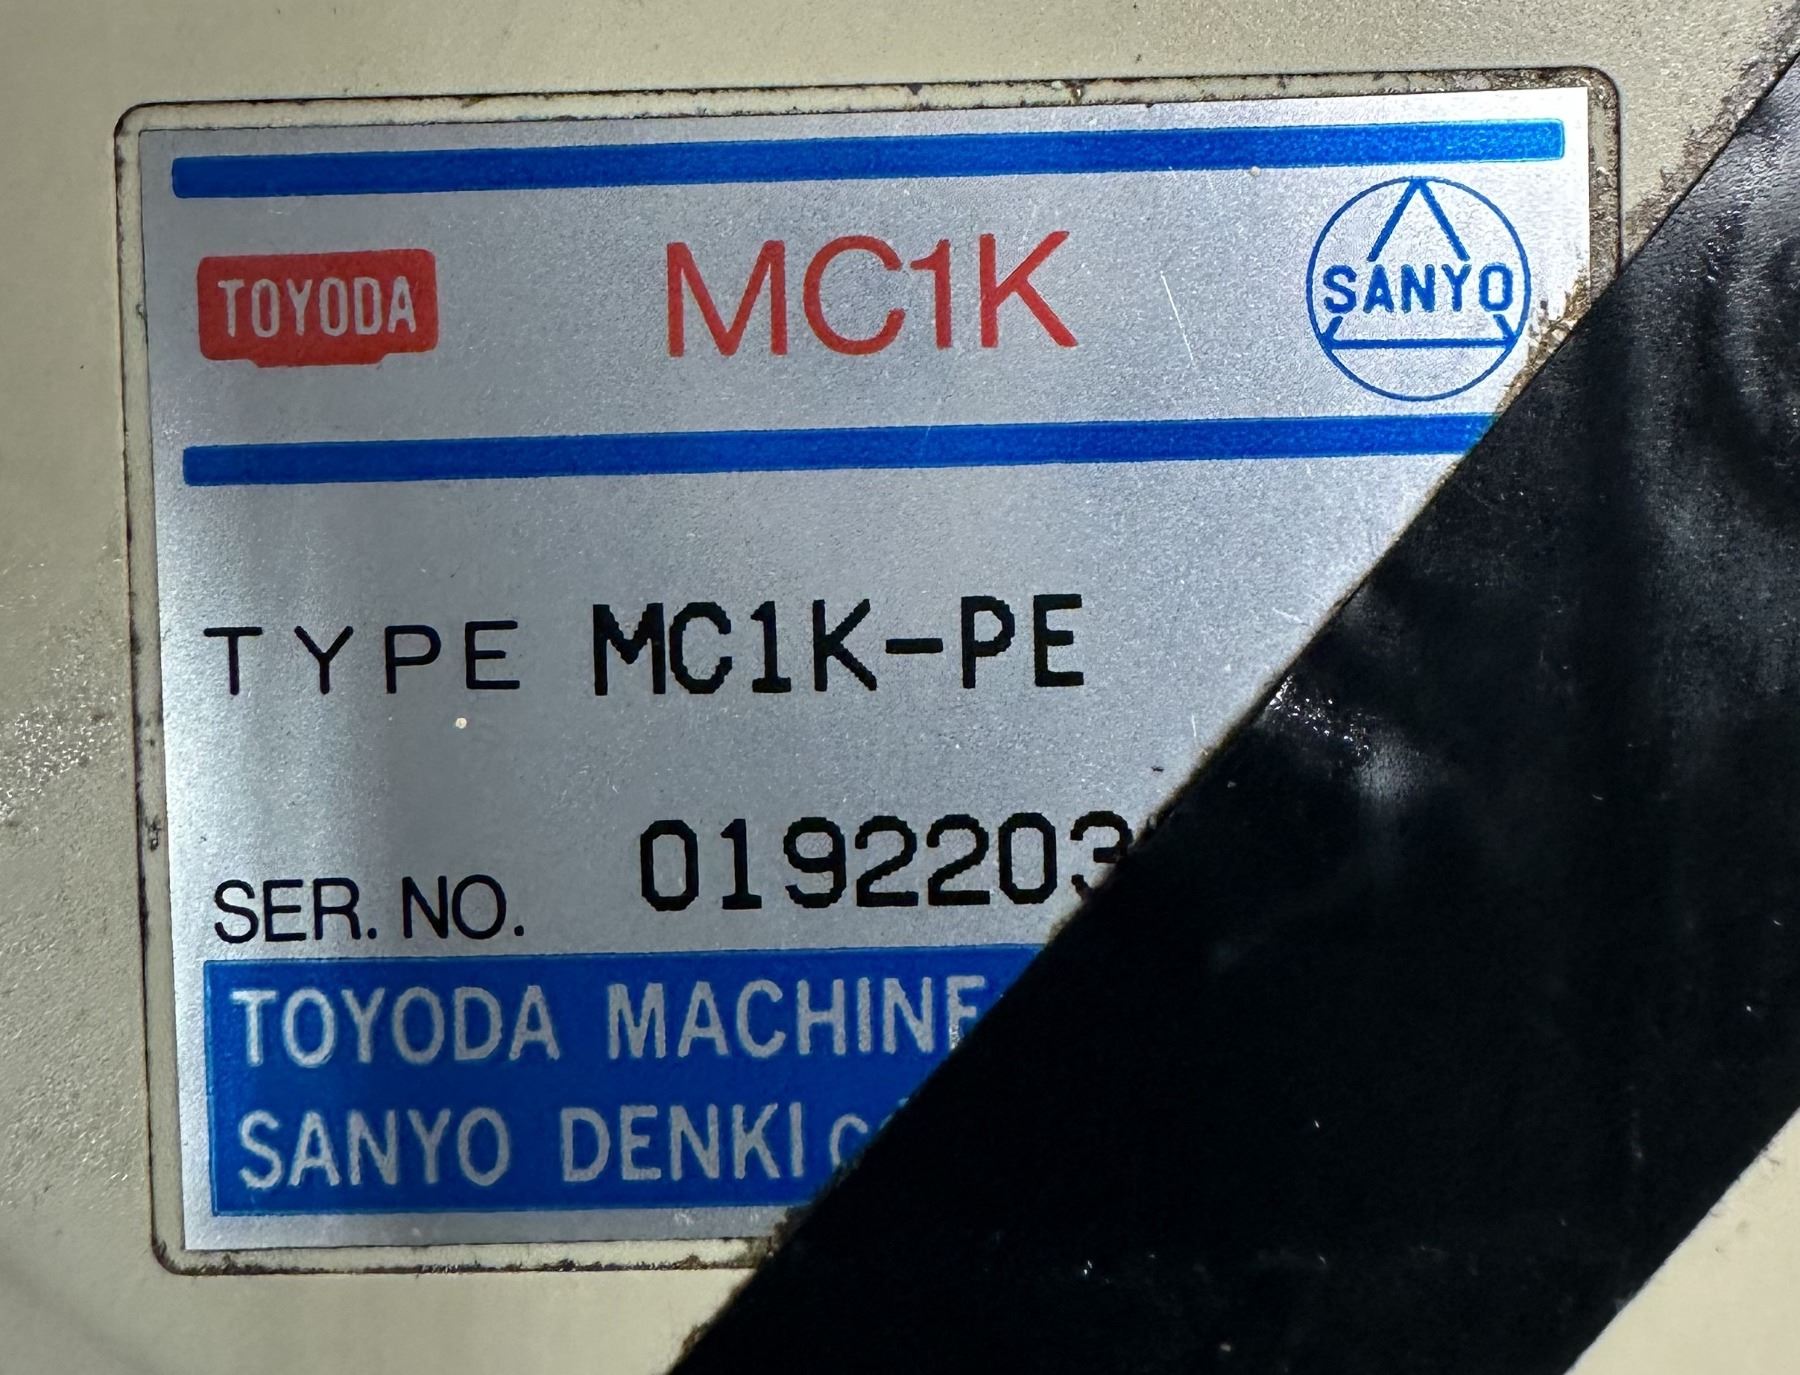 TOYODA MC1K SANYO
TYPE MC1K-PE
SER. NO. 0192203
TOYODA MACHINE
SANYO DENKI